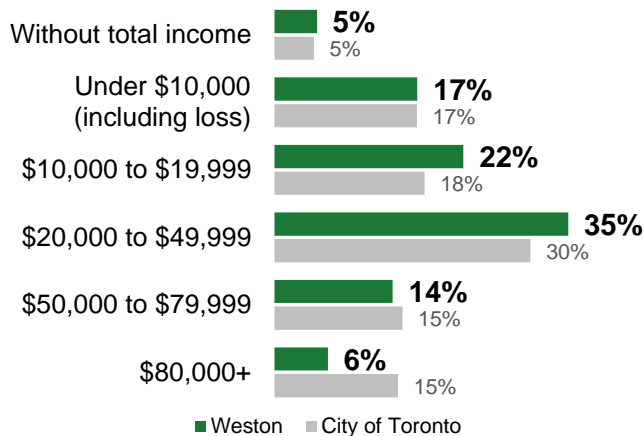 Without total income
5%
5%
Under $10,000
(including loss)
17%
17%
$10,000 to $19,999
22%
18%
$20,000 to $49,999
35%
30%
$50,000 to $79,999
14%
15%
$80,000+
6%
15%
Weston City of Toronto